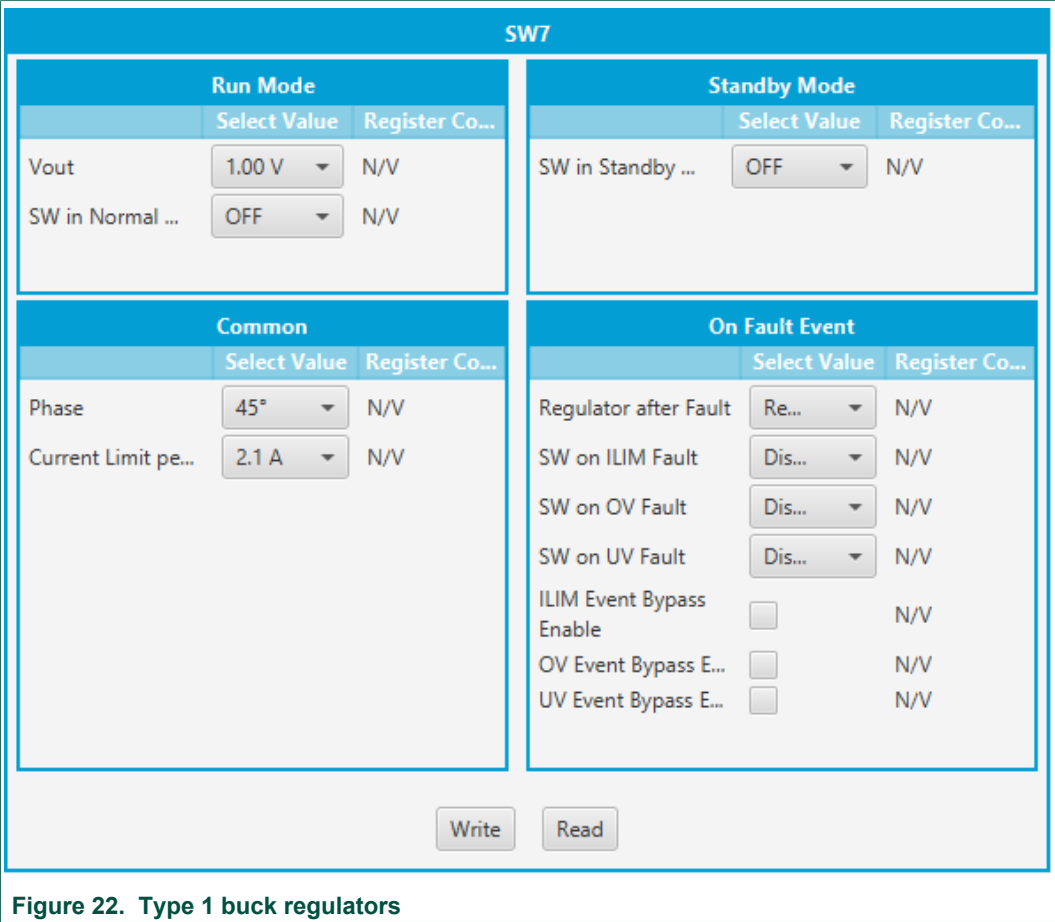 SW7
Run Mode
Select Value Register Co...
Vout 1.00 V N/V
SW in Normal ... OFF N/V
Standby Mode
Select Value Register Co...
SW in Standby ... OFF N/V
Common
Select Value Register Co...
Phase 45° N/V
Current Limit pe... 2.1 A N/V
On Fault Event
Select Value Register Co...
Regulator after Fault Re... N/V
SW on ILIM Fault Dis... N/V
SW on OV Fault Dis... N/V
SW on UV Fault Dis... N/V
ILIM Event Bypass
Enable N/V
OV Event Bypass E... N/V
UV Event Bypass E... N/V
Write Read
Figure 22. Type 1 buck regulators